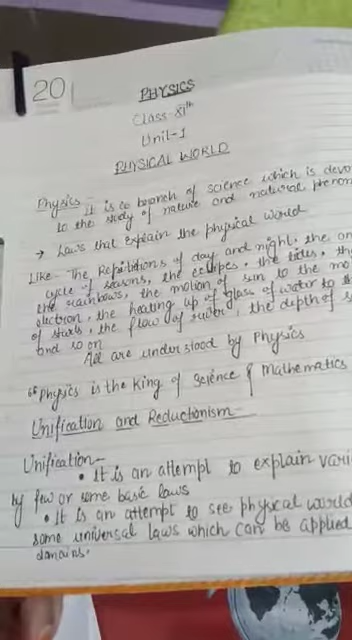 20
PHYSICS
Class-XIth
Unit-1
PHYSICAL WORLD
Physics - It is a branch of science which is devo
to the study of nature and natural phenom
→ Laws that explain the physical world
Like- The Repititions of day and night, the an
cycle of seasons, the eclipes, the tides, th
the rainbows, the motion of sun to the mo
electron, the heating up of glass of water to
of stars, the flow of river, the depth of s
and so on
All are understood by Physics
"Physics is the King of Science & Mathematics
Unification and Reductionism-
Unification-
• It is an attempt to explain vari
by few or some basic laws
• It is an attempt to see physical world
some universal laws which can be applied
domains.